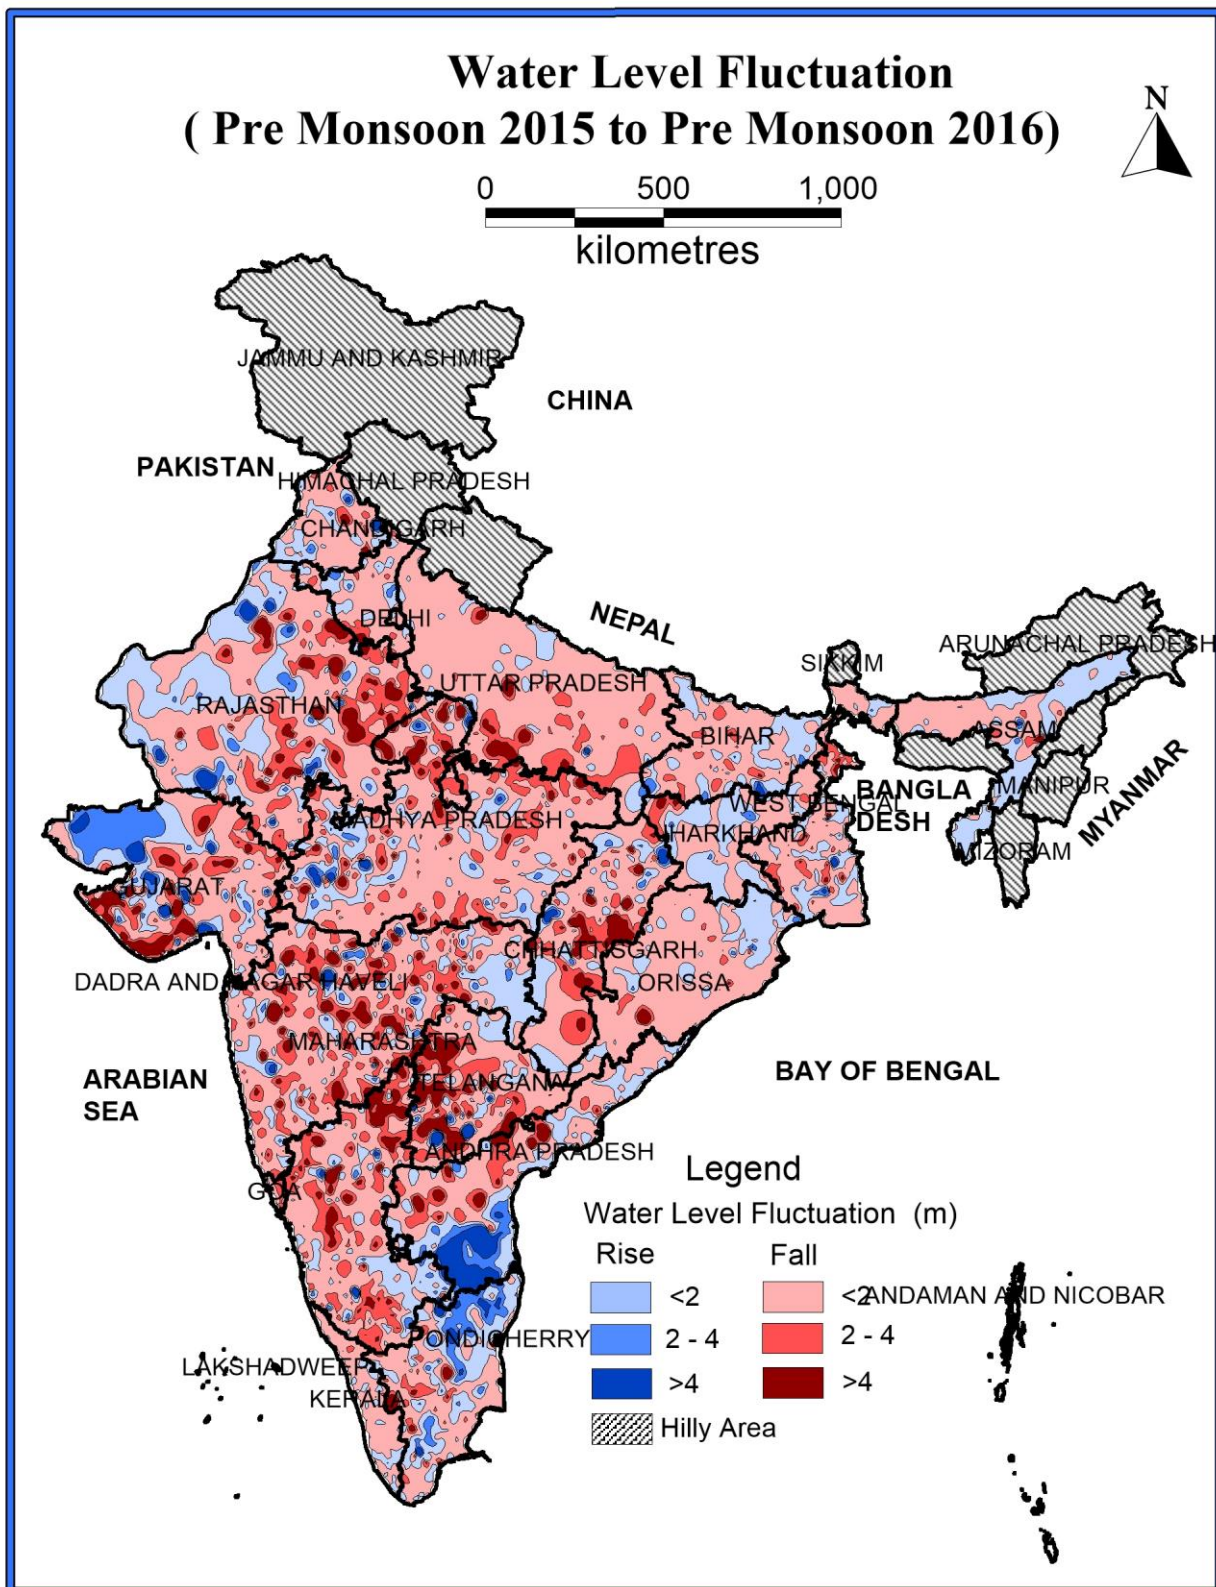 Water Level Fluctuation
( Pre Monsoon 2015 to Pre Monsoon 2016)
N
0 500 1,000
kilometres
JAMMU AND KASHMIR
CHINA
PAKISTAN
HIMACHAL PRADESH
CHANDIGARH
NEPAL
DELHI
ARUNACHAL PRADESH
SIKKIM
UTTAR PRADESH
RAJASTHAN
ASSAM
BIHAR
BANGLA
DESH
MANIPUR
MYANMAR
WEST BENGAL
MADHYA PRADESH
JHARKHAND
MIZORAM
GUJARAT
CHHATTISGARH
DADRA AND NAGAR HAVELI
ORISSA
MAHARASHTRA
ARABIAN
SEA
BAY OF BENGAL
TELANGANA
ANDHRA PRADESH
GOA
Legend
Water Level Fluctuation (m)
Rise Fall
<2 <2
ANDAMAN AND NICOBAR
2 - 4 2 - 4
PONDICHERRY
LAKSHADWEEP
>4 >4
KERALA
Hilly Area